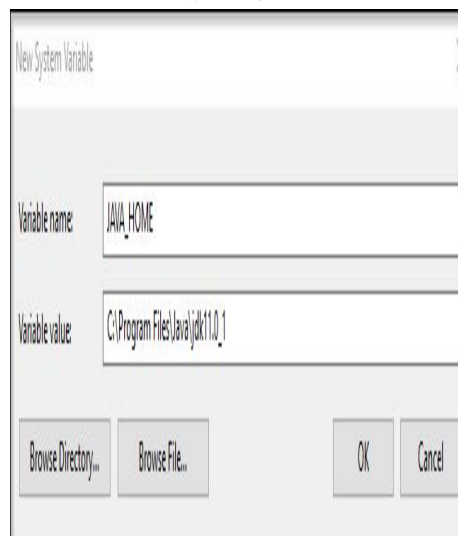 New System Variable
Variable name: JAVA_HOME
Variable value: C:\Program Files\Java\jdk11.0_1
Browse Directory... Browse File... OK Cancel